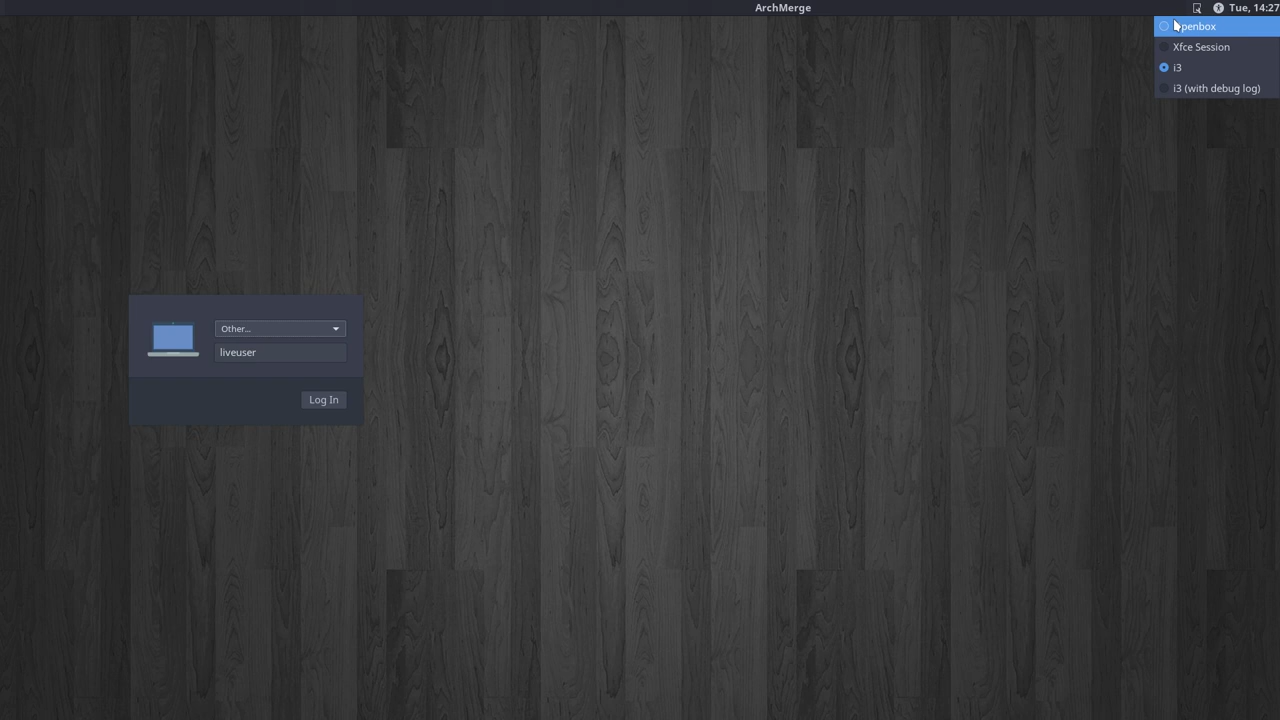 ArchMerge
Tue, 14:27
penbox
Xfce Session
i3
i3 (with debug log)
Other...
liveuser
Log In